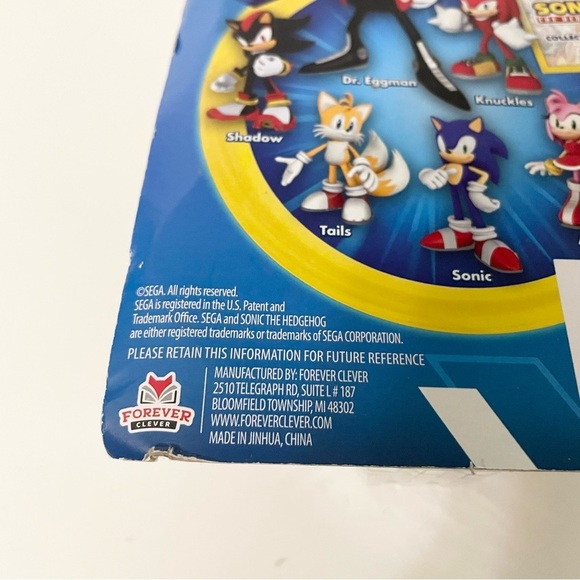 SON
COLLEC
Dr. Eggman
Knuckles
Shadow
Tails
Sonic
©SEGA. All rights reserved.
SEGA is registered in the U.S. Patent and
Trademark Office. SEGA and SONIC THE HEDGEHOG
are either registered trademarks or trademarks of SEGA CORPORATION.
PLEASE RETAIN THIS INFORMATION FOR FUTURE REFERENCE
FOREVER
CLEVER
MANUFACTURED BY: FOREVER CLEVER
2510 TELEGRAPH RD, SUITE L # 187
BLOOMFIELD TOWNSHIP, MI 48302
WWW.FOREVERCLEVER.COM
MADE IN JINHUA, CHINA